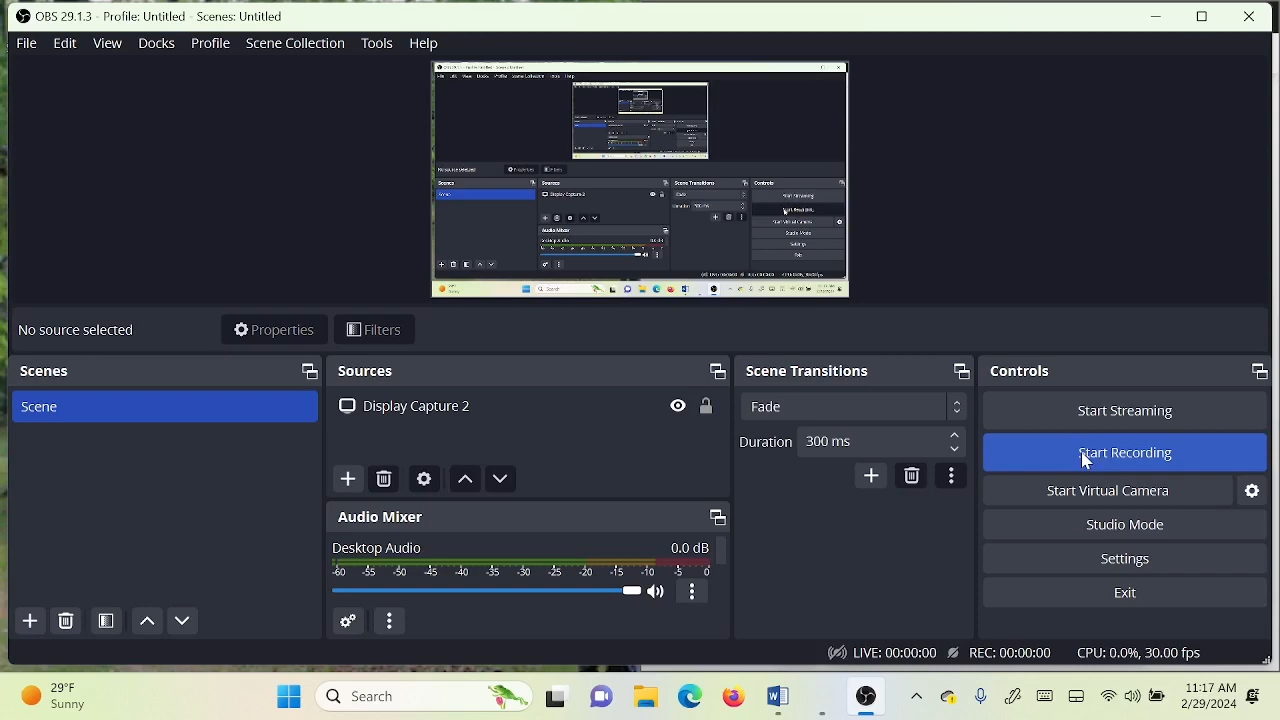 OBS 29.1.3 - Profile: Untitled - Scenes: Untitled
File Edit View Docks Profile Scene Collection Tools Help
No source selected Properties Filters
Scenes
Scene
Sources
Display Capture 2
Audio Mixer
Desktop Audio 0.0 dB
-60 -55 -50 -45 -40 -35 -30 -25 -20 -15 -10 -5 0
Scene Transitions
Fade
Duration 300 ms
Controls
Start Streaming
Start Recording
Start Virtual Camera
Studio Mode
Settings
Exit
LIVE: 00:00:00 REC: 00:00:00 CPU: 0.0%, 30.00 fps
29°F
Sunny
Search
11:17 AM
2/29/2024